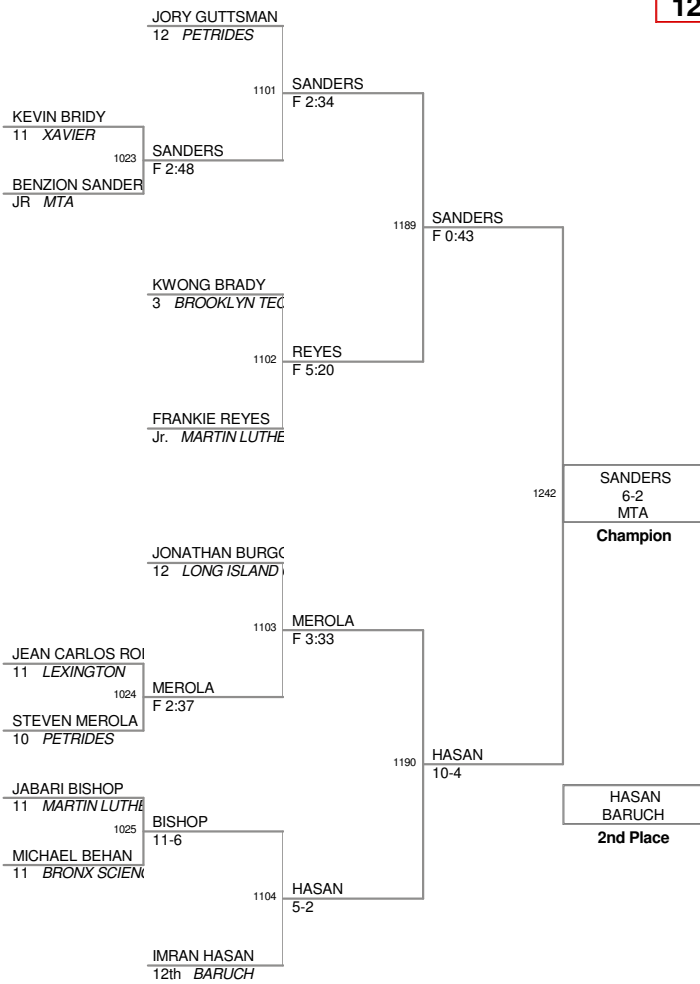 12
JORY GUTTSMAN
12 PETRIDES
1101
SANDERS
F 2:34
KEVIN BRIDY
11 XAVIER
1023
SANDERS
F 2:48
BENZION SANDER
JR MTA
1189
SANDERS
F 0:43
KWONG BRADY
3 BROOKLYN TEC
1102
REYES
F 5:20
FRANKIE REYES
Jr. MARTIN LUTHE
1242
SANDERS
6-2
MTA
Champion
JONATHAN BURGO
12 LONG ISLAND
1103
MEROLA
F 3:33
JEAN CARLOS ROI
11 LEXINGTON
1024
MEROLA
F 2:37
STEVEN MEROLA
10 PETRIDES
1190
HASAN
10-4
JABARI BISHOP
11 MARTIN LUTHE
1025
BISHOP
11-6
MICHAEL BEHAN
11 BRONX SCIEN
1104
HASAN
5-2
IMRAN HASAN
12th BARUCH
HASAN
BARUCH
2nd Place